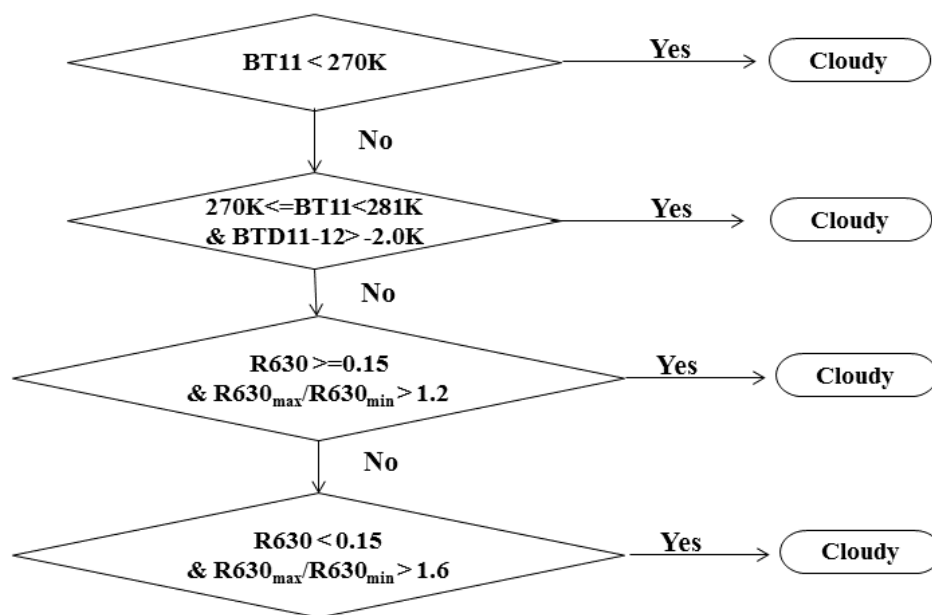 BT11 < 270K
Yes
Cloudy
No
270K<=BT11<281K
& BTD11-12> -2.0K
Yes
Cloudy
No
R630 >=0.15
& R630max/R630min > 1.2
Yes
Cloudy
No
R630 < 0.15
& R630max/R630min > 1.6
Yes
Cloudy